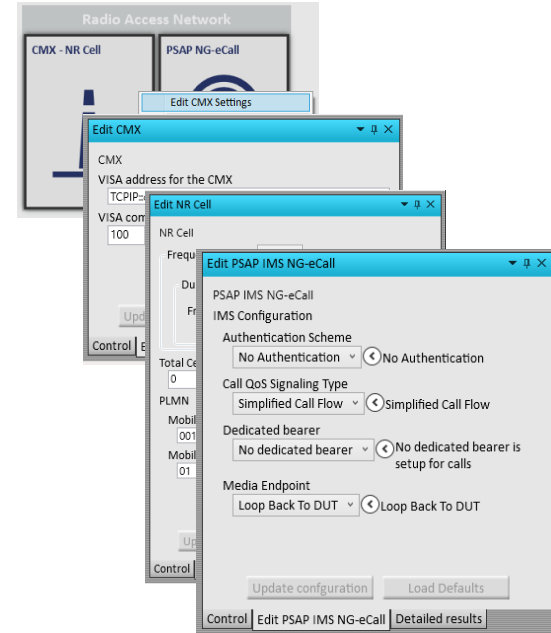 Radio Access Network
CMX - NR Cell
PSAP NG-eCall
Edit CMX Settings
Edit CMX
CMX
VISA address for the CMX
TCPIP::
VISA com
100
Upd
Control
Edit NR Cell
NR Cell
Frequ
Du
Fr
Total Ce
0
PLMN
Mobil
001
Mobil
01
Up
Control
Edit PSAP IMS NG-eCall
PSAP IMS NG-eCall
IMS Configuration
Authentication Scheme
No Authentication No Authentication
Call QoS Signaling Type
Simplified Call Flow Simplified Call Flow
Dedicated bearer
No dedicated bearer No dedicated bearer is
setup for calls
Media Endpoint
Loop Back To DUT Loop Back To DUT
Update confguration Load Defaults
Control Edit PSAP IMS NG-eCall Detailed results